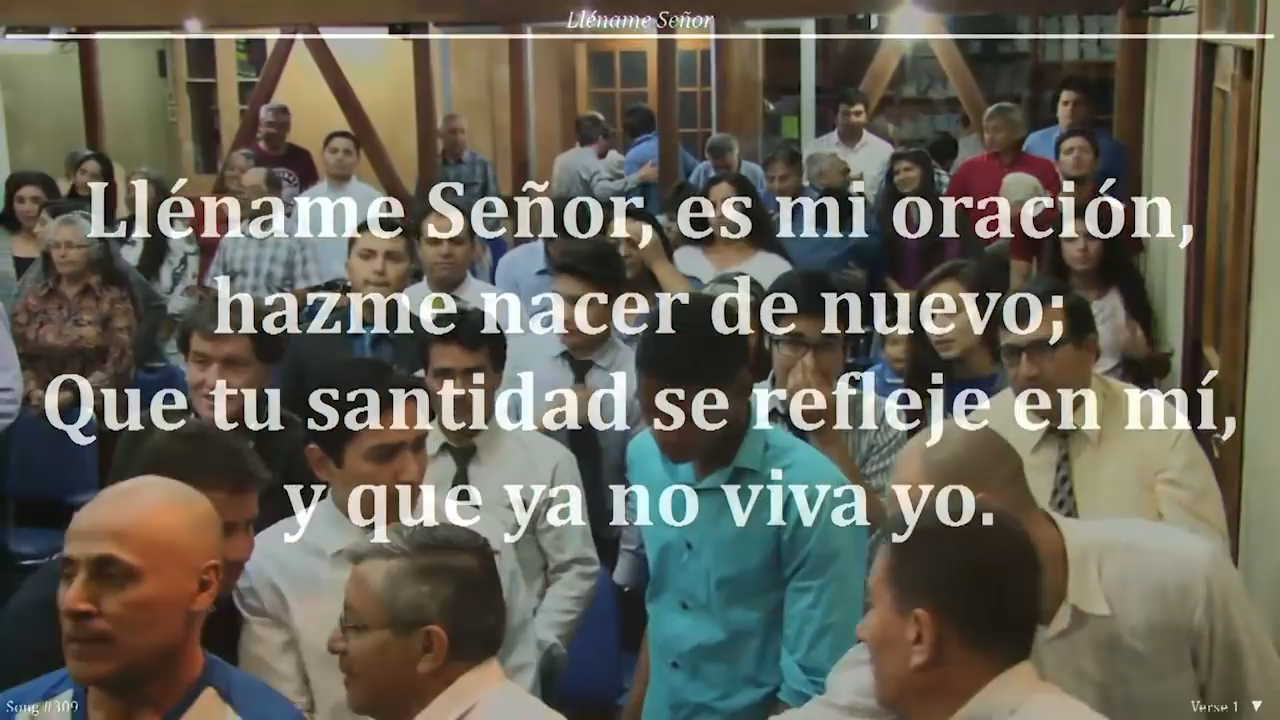 Lléname Señor
Lléname Señor, es mi oración,
hazme nacer de nuevo;
Que tu santidad se refleje en mí,
y que ya no viva yo.
Song #309
Verse 1 ▼